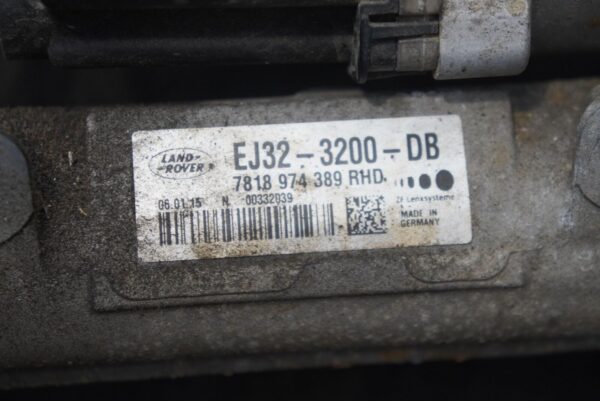 LAND-
ROVER
EJ32-3200-DB
7818 974 389 RHD
06.01.15 N 00332039
ZF Lenksysteme
MADE IN
GERMANY